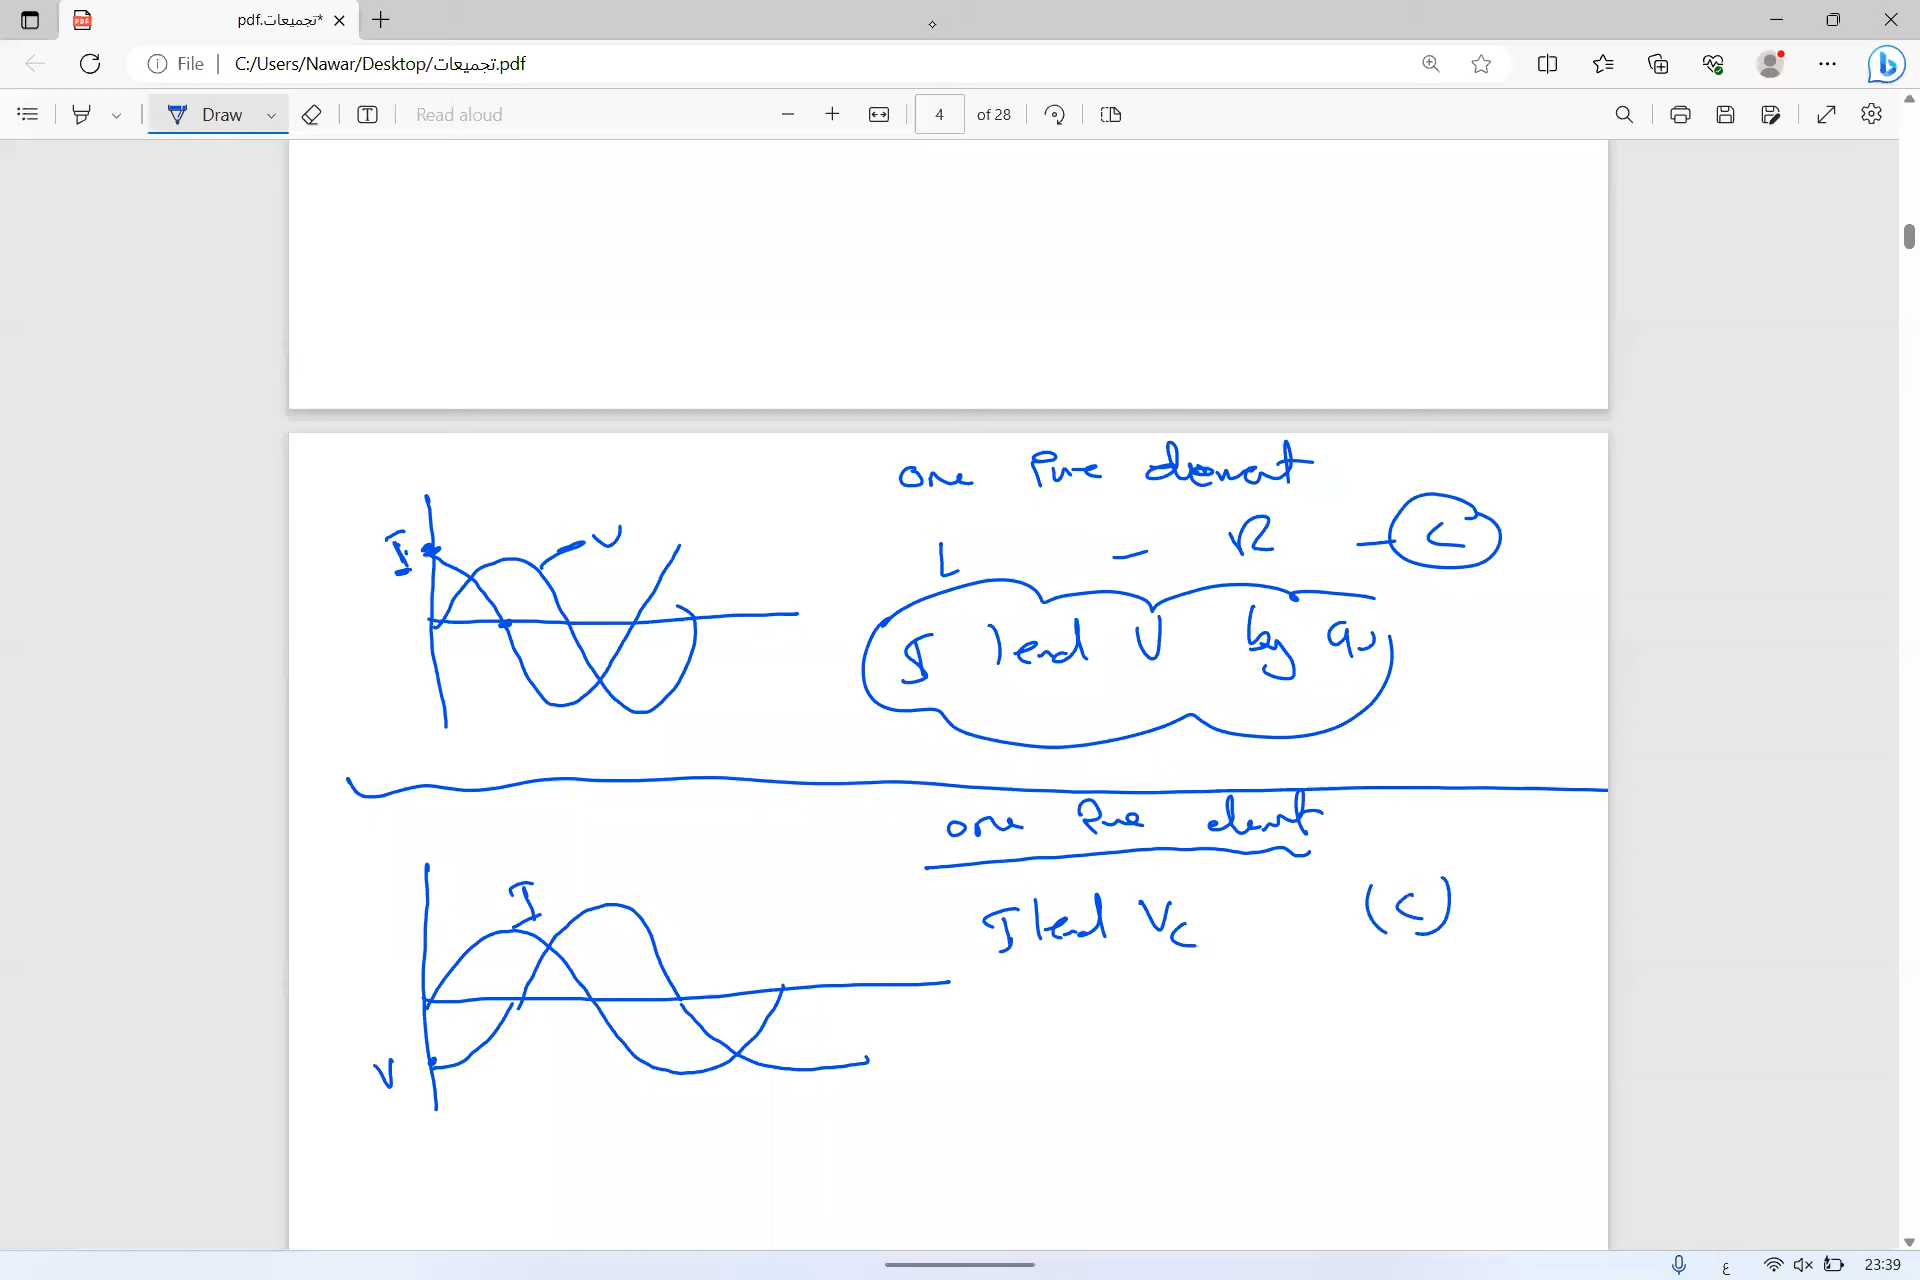 تجميعات.pdf*
File C:/Users/Nawar/Desktop/تجميعات.pdf
Draw Read aloud 4 of 28
one Pure element
L - R - C
I V
I lead V by 90
one Pure elemt
I
I lead Vc (C)
V
ع 23:39